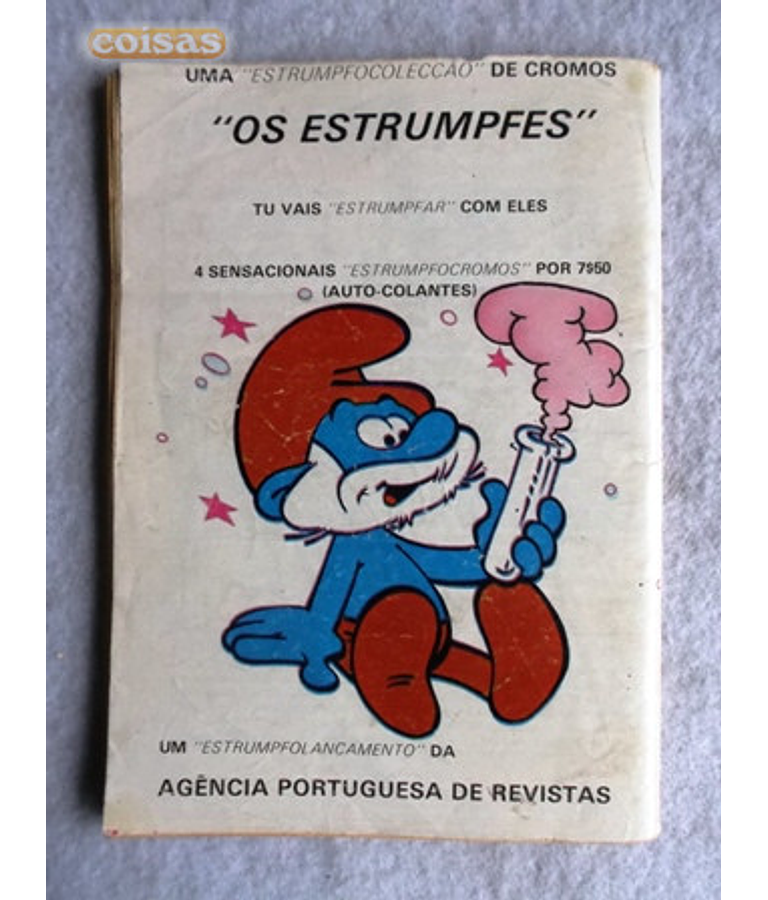 coisas
UMA "ESTRUMPFOCOLECCAO" DE CROMOS
"OS ESTRUMPFES"
TU VAIS "ESTRUMPFAR" COM ELES
4 SENSACIONAIS "ESTRUMPFOCROMOS" POR 7$50
(AUTO-COLANTES)
UM "ESTRUMPFOLANCAMENTO" DA
AGÊNCIA PORTUGUESA DE REVISTAS